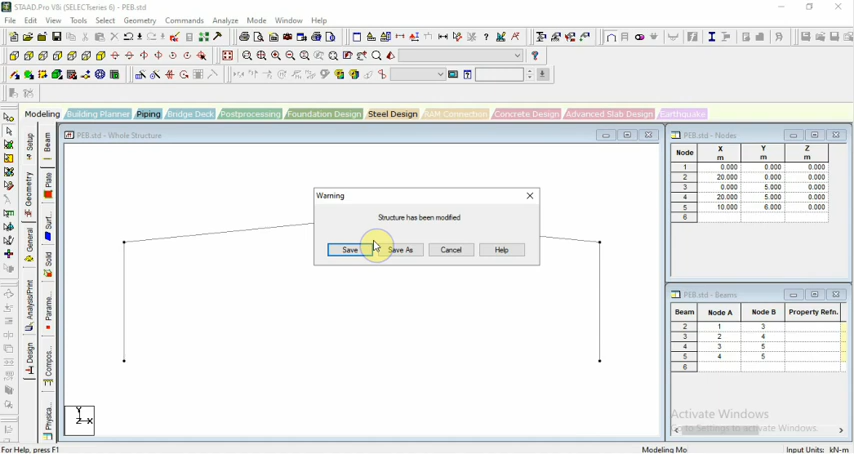 STAAD.Pro V8i (SELECTseries 6) - PEB.std
File Edit View Tools Select Geometry Commands Analyze Mode Window Help
Modeling Building Planner Piping Bridge Deck Postprocessing Foundation Design Steel Design RAM Connection Concrete Design Advanced Slab Design Earthquake
PEB.std - Whole Structure
Setup
Geometry
General
Analysis/Print
Design
Beam
Plate
Surf...
Solid
Parame...
Compos...
Physica...
Warning
Structure has been modified
Save Save As Cancel Help
PEB.std - Nodes
Node X m Y m Z m
1 0.000 0.000 0.000
2 20.000 0.000 0.000
3 0.000 5.000 0.000
4 20.000 5.000 0.000
5 10.000 6.000 0.000
6
PEB.std - Beams
Beam Node A Node B Property Refn.
2 1 3
3 2 4
4 3 5
5 4 5
6
Activate Windows
Go to Settings to activate Windows.
Y
Z X
For Help, press F1
Modeling Mo
Input Units: kN-m